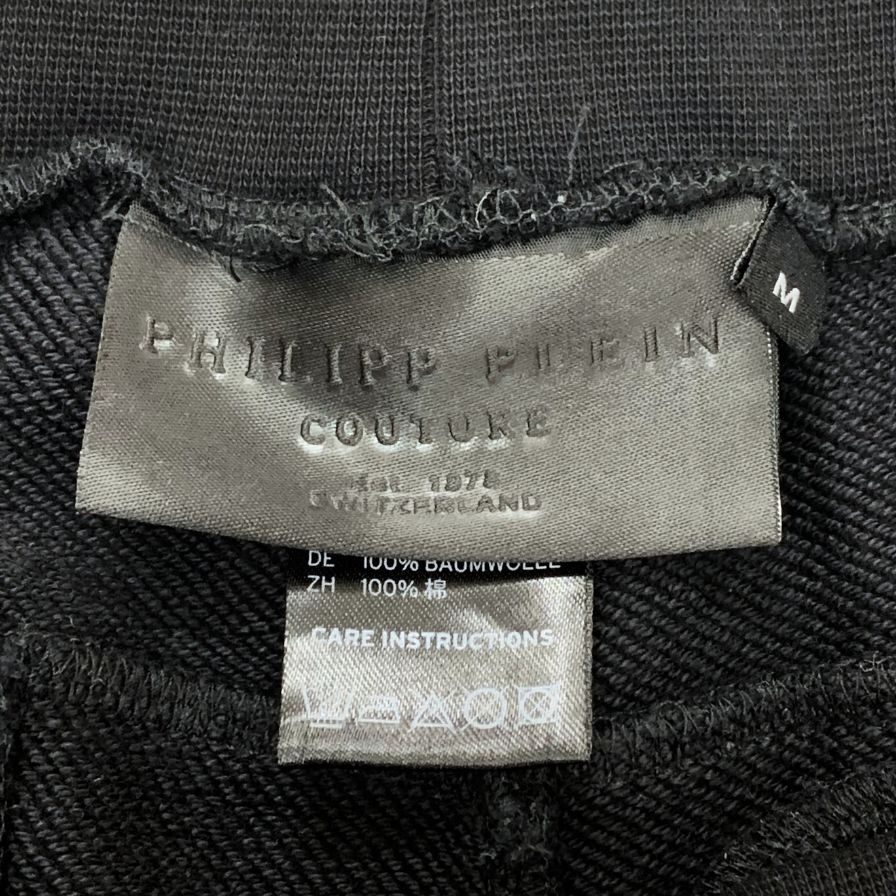 PHILIPP PLEIN
COUTURE
EST. 1978
SWITZERLAND
M
DE 100% BAUMWOLLE
ZH 100% 棉
CARE INSTRUCTIONS